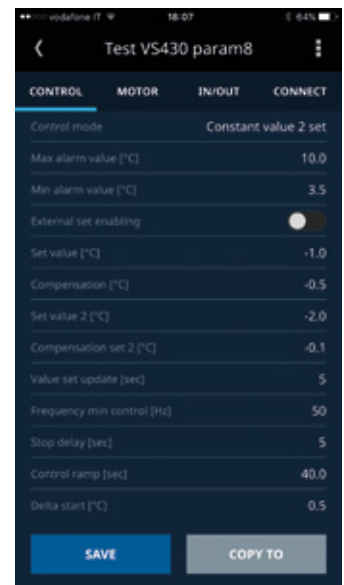 vodafone IT 18:07 64%
Test VS430 param8
CONTROL MOTOR IN/OUT CONNECT
Control mode Constant value 2 set
Max alarm value [°C] 10.0
Min alarm value [°C] 3.5
External set enabling
Set value [°C] -1.0
Compensation [°C] -0.5
Set value 2 [°C] -2.0
Compensation set 2 [°C] -0.1
Value set update [sec] 5
Frequency min control [Hz] 50
Stop delay [sec] 5
Control ramp [sec] 40.0
Delta start [°C] 0.5
SAVE COPY TO